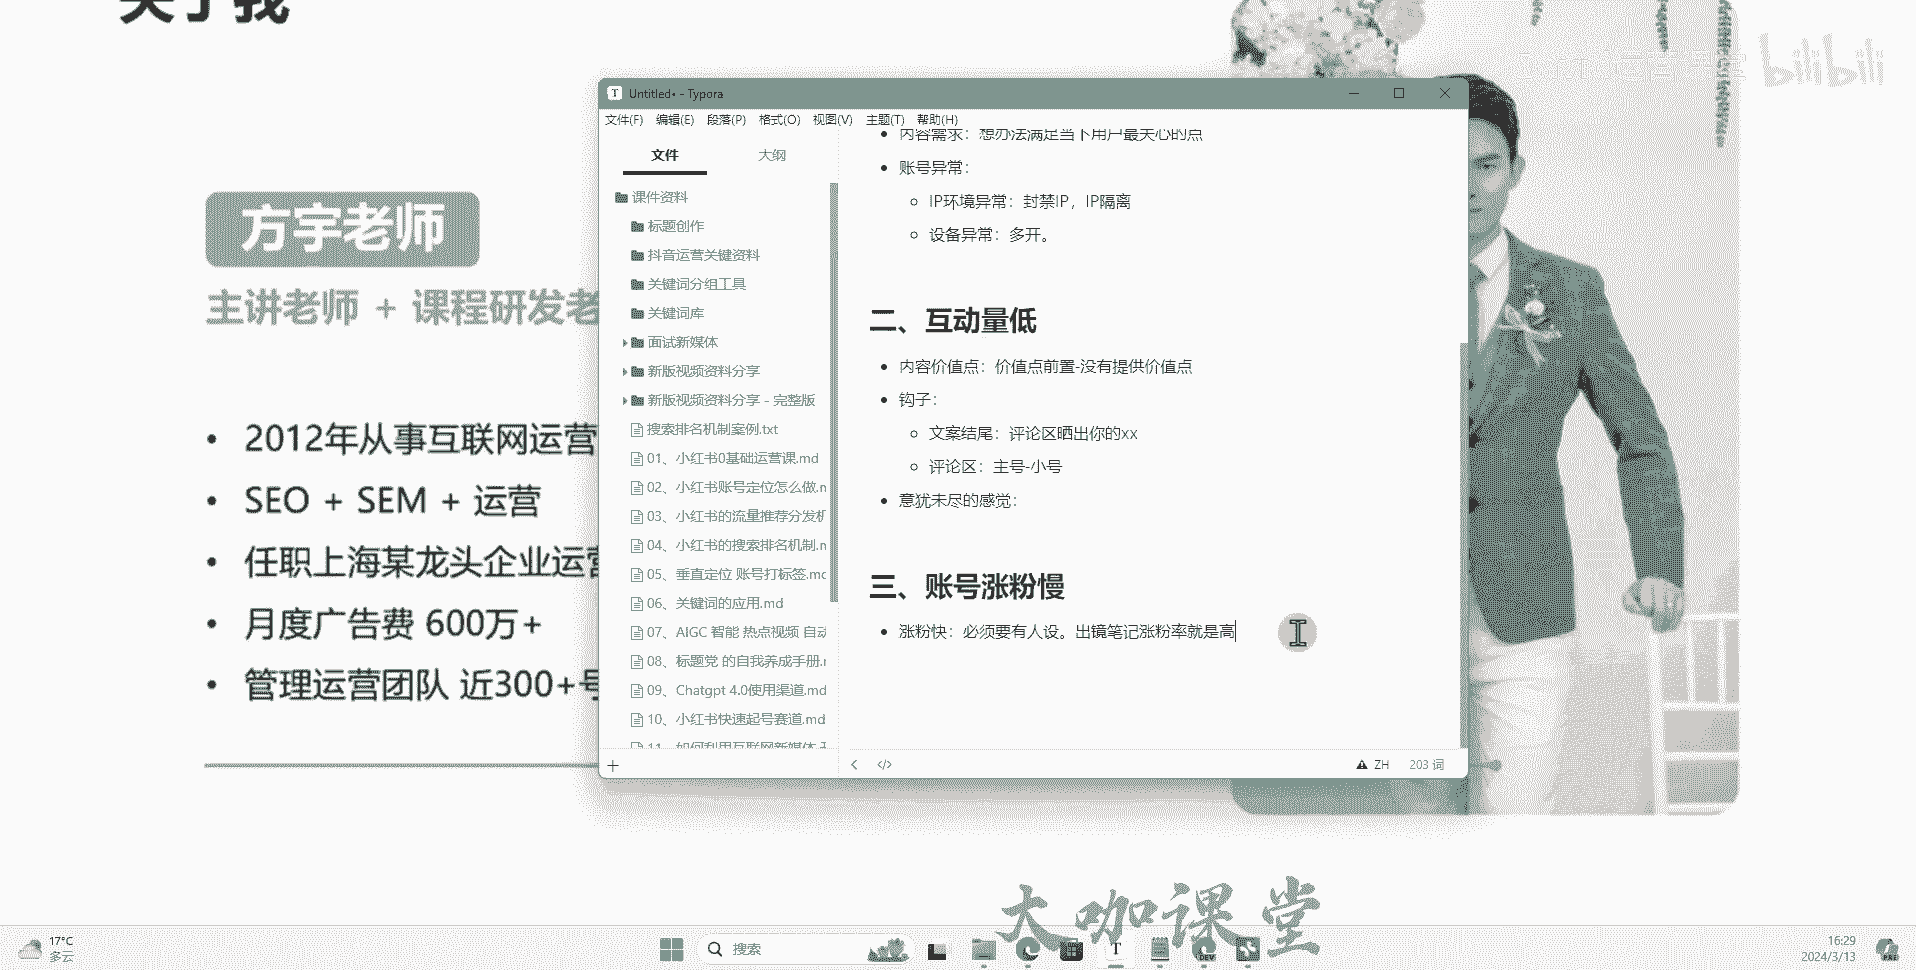 关于我
bilibili
方宇老师
主讲老师 + 课程研发老
2012年从事互联网运营
SEO + SEM + 运营
任职上海某龙头企业运营
月度广告费 600万+
管理运营团队 近300+号
Untitled• - Typora
文件(F) 编辑(E) 段落(P) 格式(O) 视图(V) 主题(T) 帮助(H)
文件 大纲
课件资料
标题创作
抖音运营关键资料
关键词分组工具
关键词库
面试新媒体
新版视频资料分享
新版视频资料分享 - 完整版
搜索排名机制案例.txt
01、小红书0基础运营课.md
02、小红书账号定位怎么做.m
03、小红书的流量推荐分发机
04、小红书的搜索排名机制.m
05、垂直定位 账号打标签.md
06、关键词的应用.md
07、AIGC 智能 热点视频 自动
08、标题党 的自我养成手册.m
09、Chatgpt 4.0使用渠道.md
10、小红书快速起号赛道.md
11、如何利用互联网新媒体
内容需求：想办法满足当下用户最关心的点
账号异常：
IP环境异常：封禁IP，IP隔离
设备异常：多开。
二、互动量低
内容价值点：价值点前置-没有提供价值点
钩子：
文案结尾：评论区晒出你的xx
评论区：主号-小号
意犹未尽的感觉：
三、账号涨粉慢
涨粉快：必须要有人设。出镜笔记涨粉率就是高
ZH 203 词
大咖课堂
17°C
多云
搜索
16:29
2024/3/13